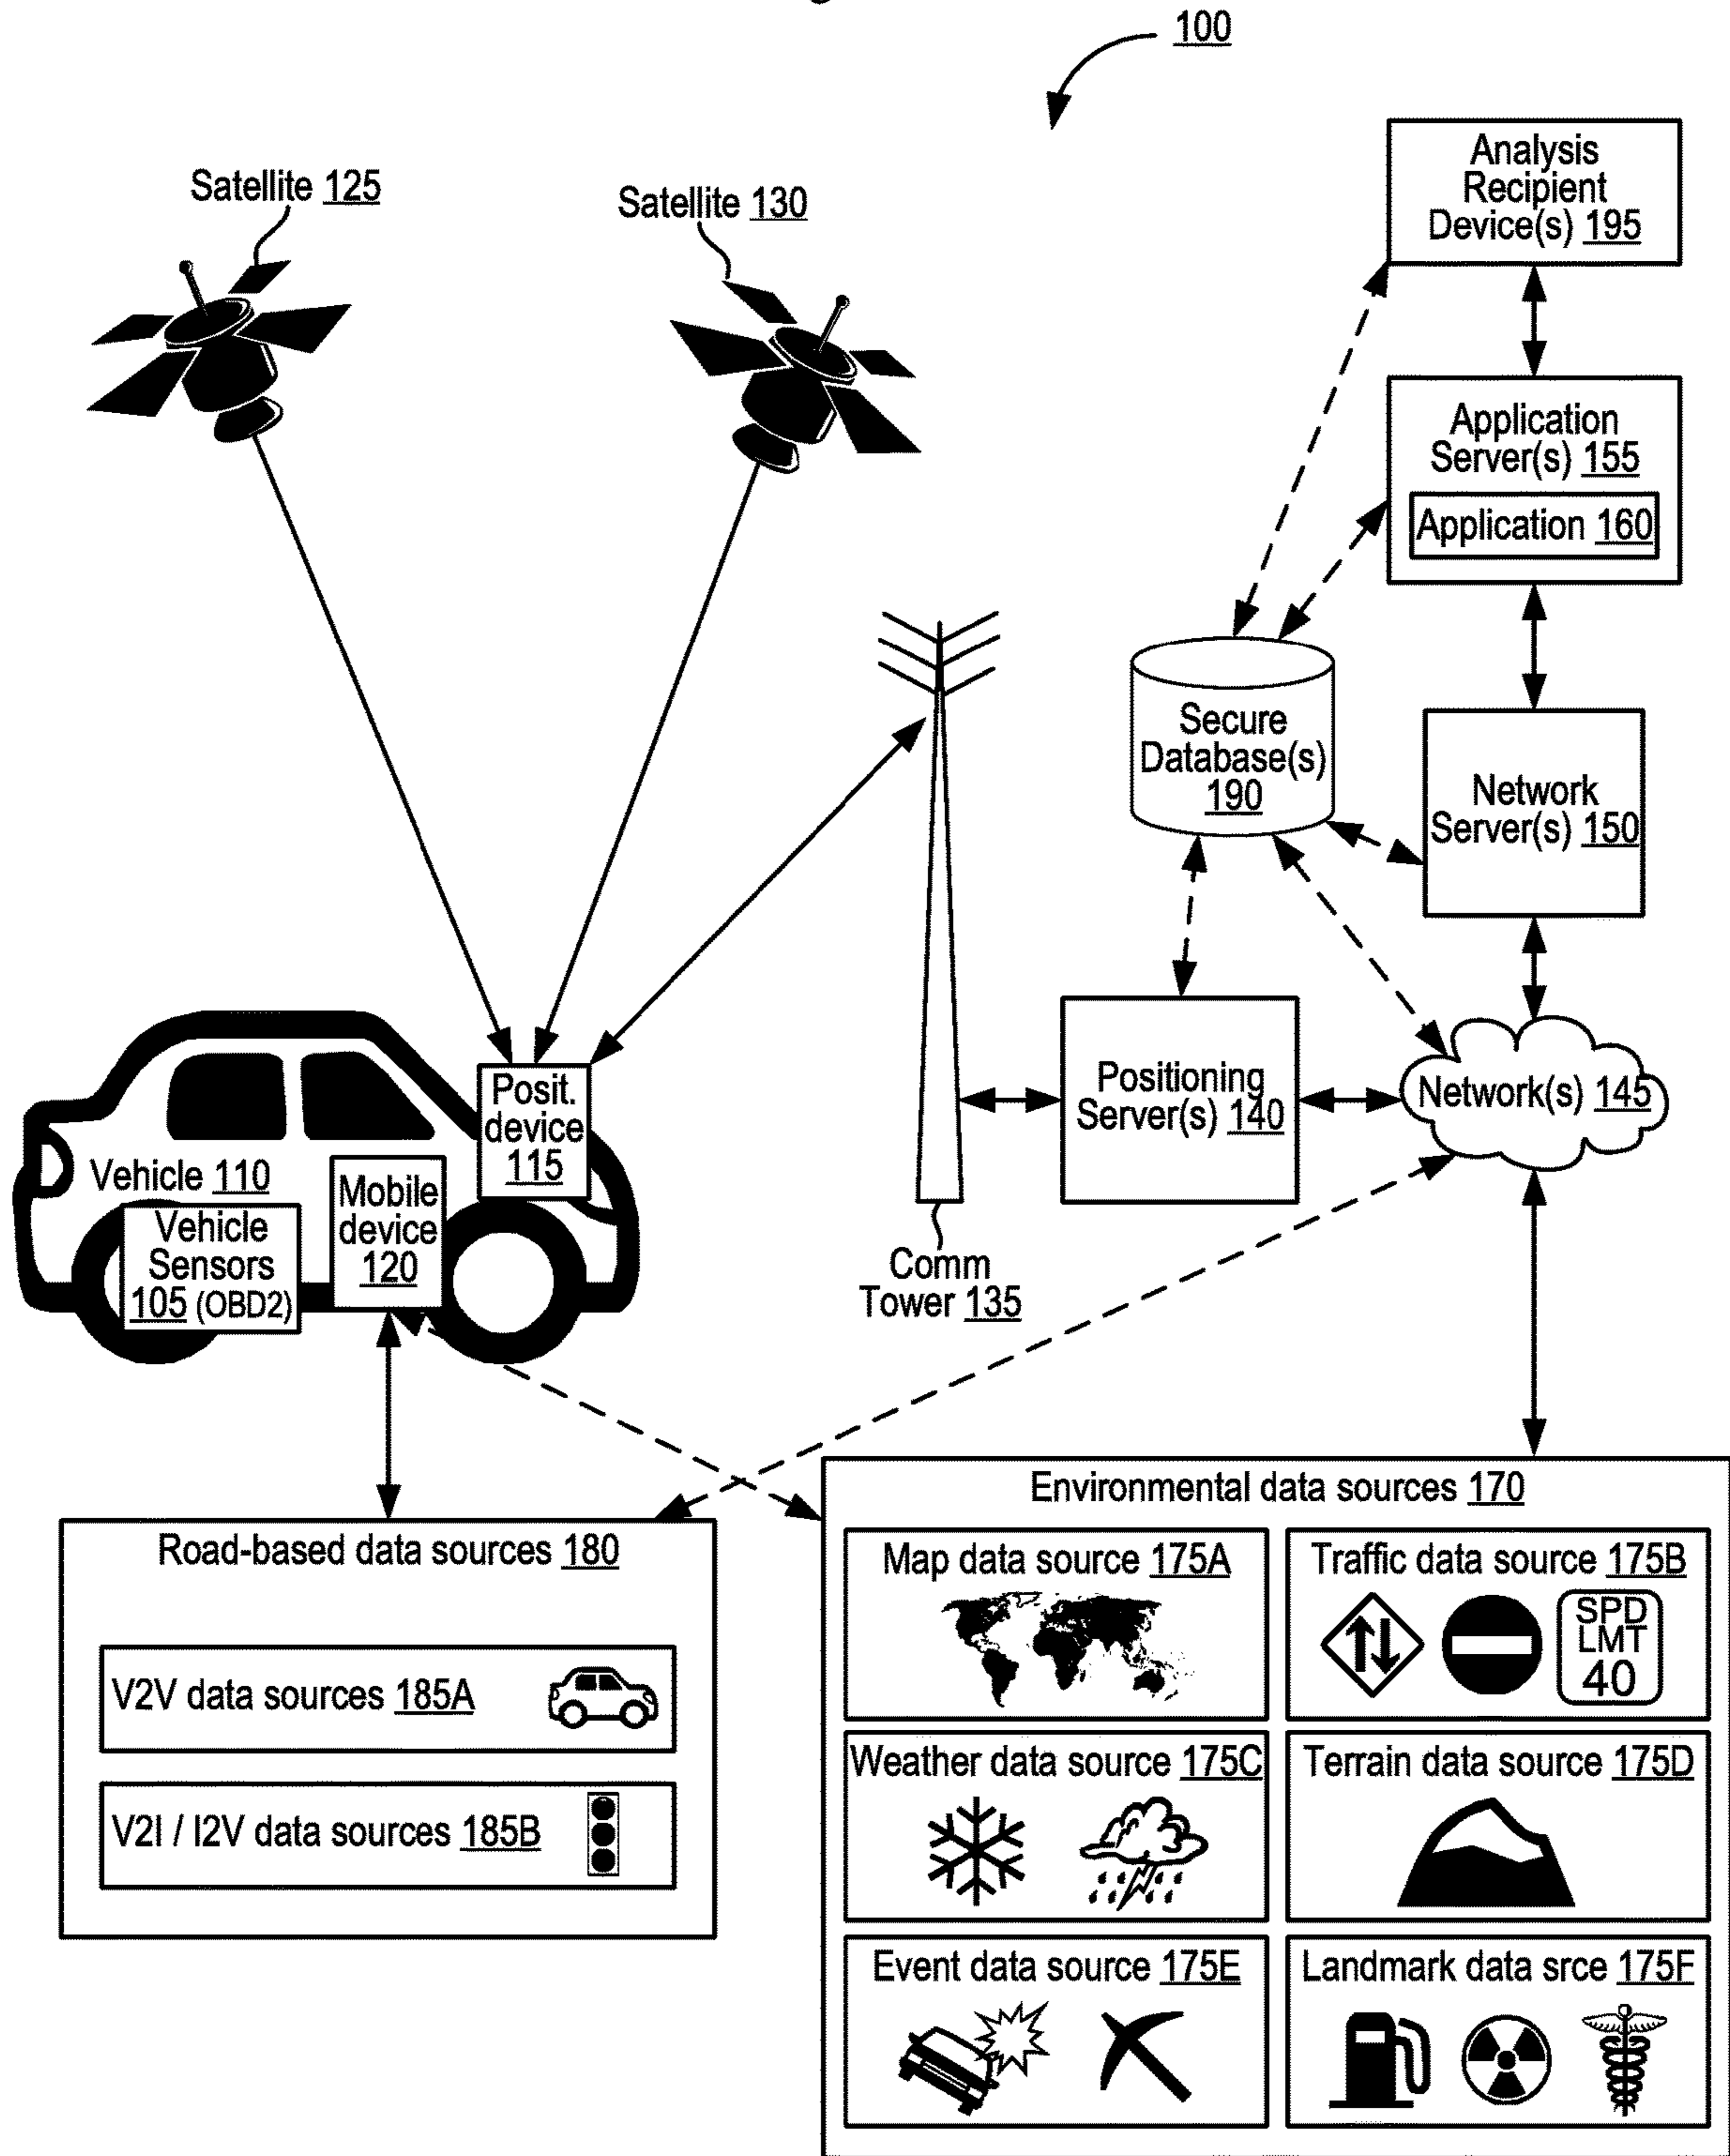 100
Satellite 125
Satellite 130
Analysis
Recipient
Device(s) 195
Application
Server(s) 155
Application 160
Secure
Database(s)
190
Network
Server(s) 150
Posit.
device
115
Positioning
Server(s) 140
Network(s) 145
Vehicle 110
Mobile
device
120
Vehicle
Sensors
105 (OBD2)
Comm
Tower 135
Road-based data sources 180
V2V data sources 185A
V2I / I2V data sources 185B
Environmental data sources 170
Map data source 175A
Traffic data source 175B
SPD
LMT
40
Weather data source 175C
Terrain data source 175D
Event data source 175E
Landmark data srce 175F